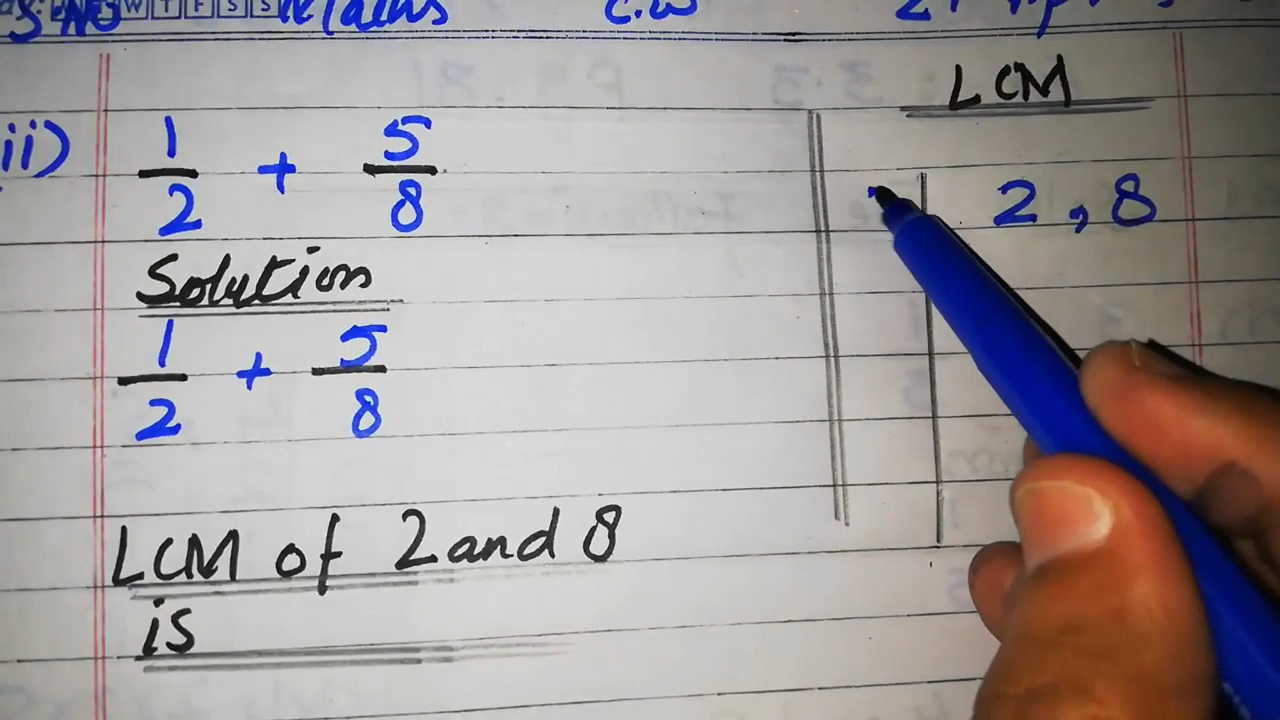 Maths C.W
LCM
ii) 1/2 + 5/8
2, 8
Solution
1/2 + 5/8
LCM of 2 and 8
is